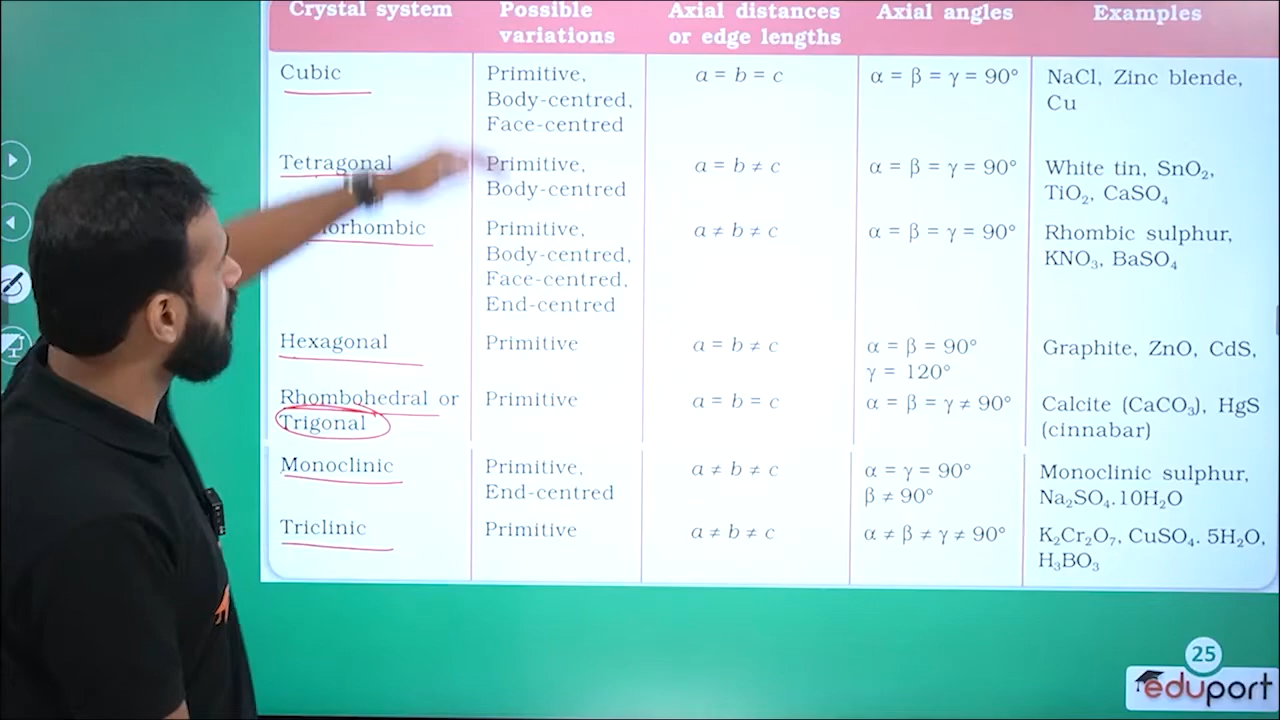 Crystal system Possible variations Axial distances or edge lengths Axial angles Examples
Cubic Primitive, Body-centred, Face-centred a = b = c α = β = γ = 90° NaCl, Zinc blende, Cu
Tetragonal Primitive, Body-centred a = b ≠ c α = β = γ = 90° White tin, SnO₂, TiO₂, CaSO₄
orhombic Primitive, Body-centred, Face-centred, End-centred a ≠ b ≠ c α = β = γ = 90° Rhombic sulphur, KNO₃, BaSO₄
Hexagonal Primitive a = b ≠ c α = β = 90° γ = 120° Graphite, ZnO, CdS,
Rhombohedral or Trigonal Primitive a = b = c α = β = γ ≠ 90° Calcite (CaCO₃), HgS (cinnabar)
Monoclinic Primitive, End-centred a ≠ b ≠ c α = γ = 90° β ≠ 90° Monoclinic sulphur, Na₂SO₄.10H₂O
Triclinic Primitive a ≠ b ≠ c α ≠ β ≠ γ ≠ 90° K₂Cr₂O₇, CuSO₄. 5H₂O, H₃BO₃
25
eduport